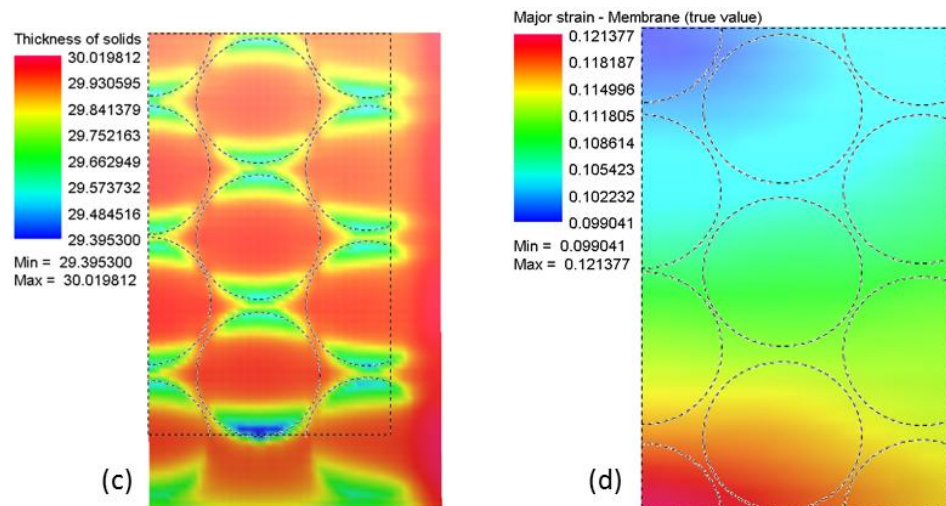 Thickness of solids
30.019812
29.930595
29.841379
29.752163
29.662949
29.573732
29.484516
29.395300
Min = 29.395300
Max = 30.019812
(c)
Major strain - Membrane (true value)
0.121377
0.118187
0.114996
0.111805
0.108614
0.105423
0.102232
0.099041
Min = 0.099041
Max = 0.121377
(d)